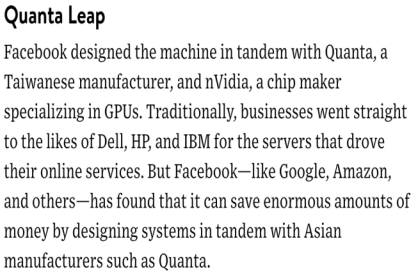 Quanta Leap
Facebook designed the machine in tandem with Quanta, a
Taiwanese manufacturer, and nVidia, a chip maker
specializing in GPUs. Traditionally, businesses went straight
to the likes of Dell, HP, and IBM for the servers that drove
their online services. But Facebook—like Google, Amazon,
and others—has found that it can save enormous amounts of
money by designing systems in tandem with Asian
manufacturers such as Quanta.